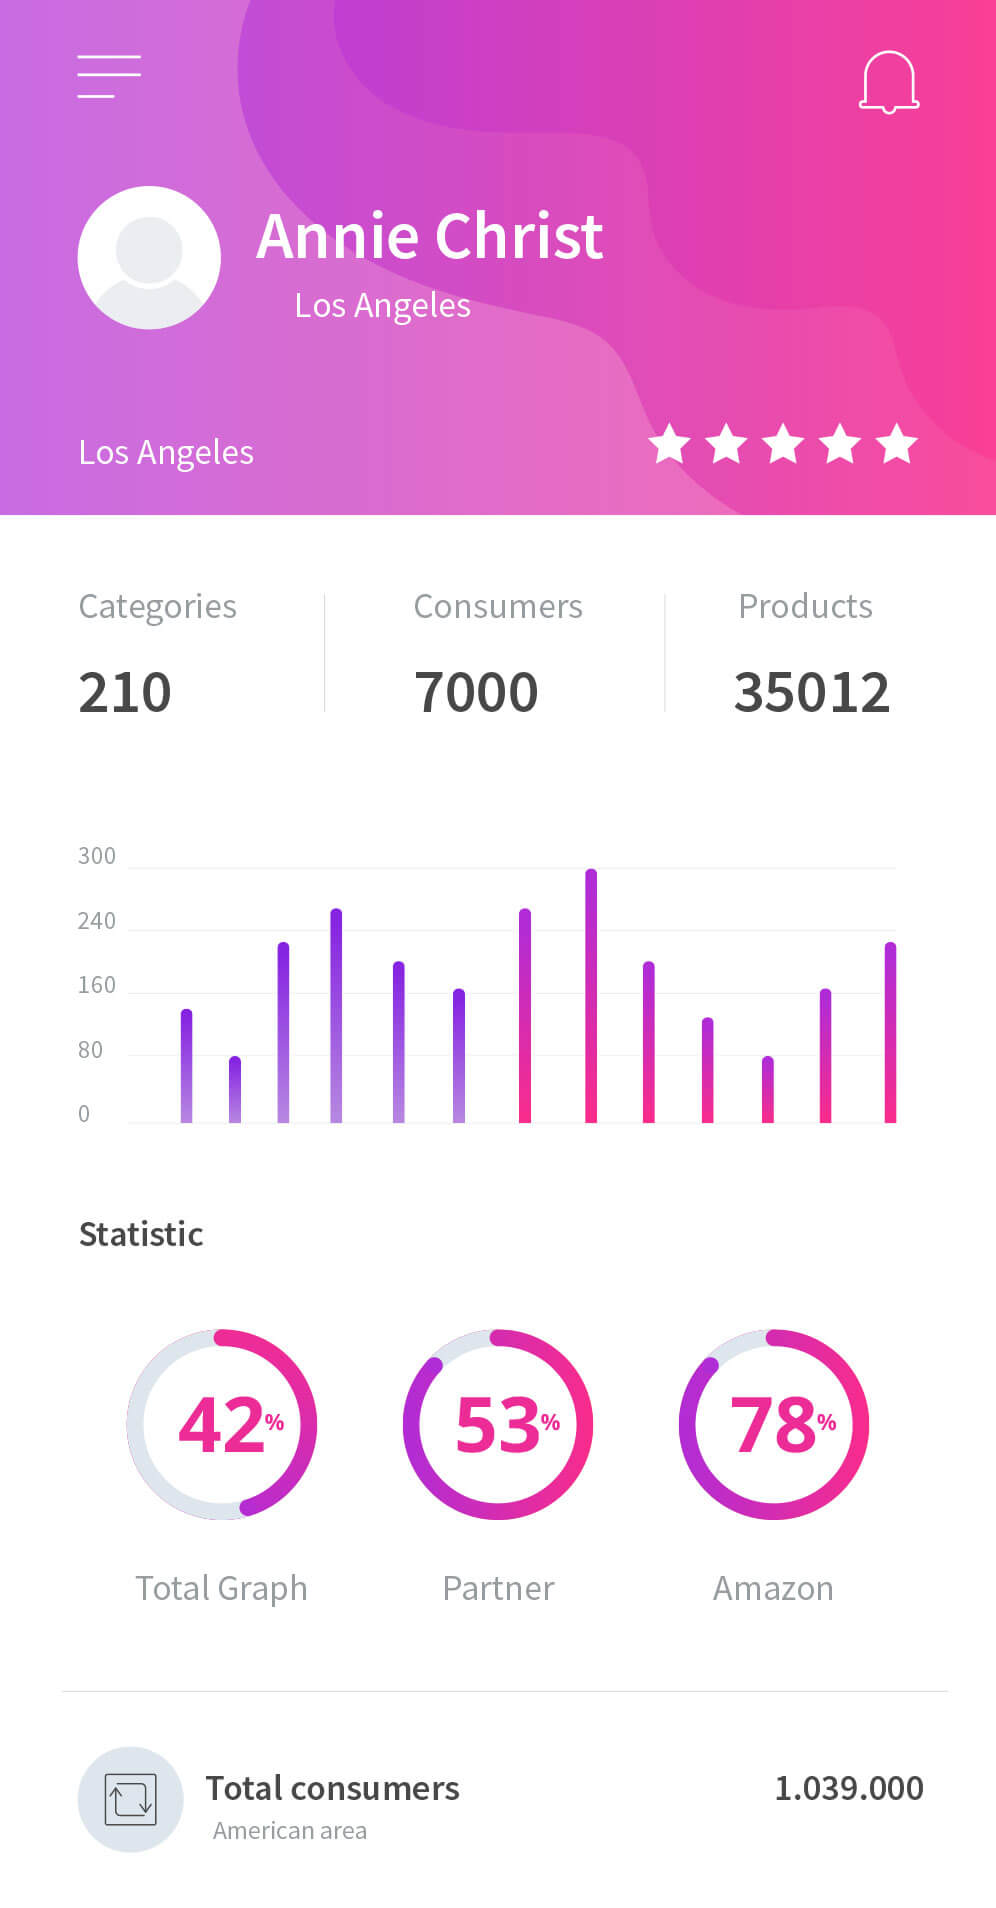 Annie Christ
Los Angeles
Los Angeles
Categories
Consumers
Products
210
7000
35012
300
240
160
80
0
Statistic
42%
53%
78%
Total Graph
Partner
Amazon
Total consumers
1.039.000
American area